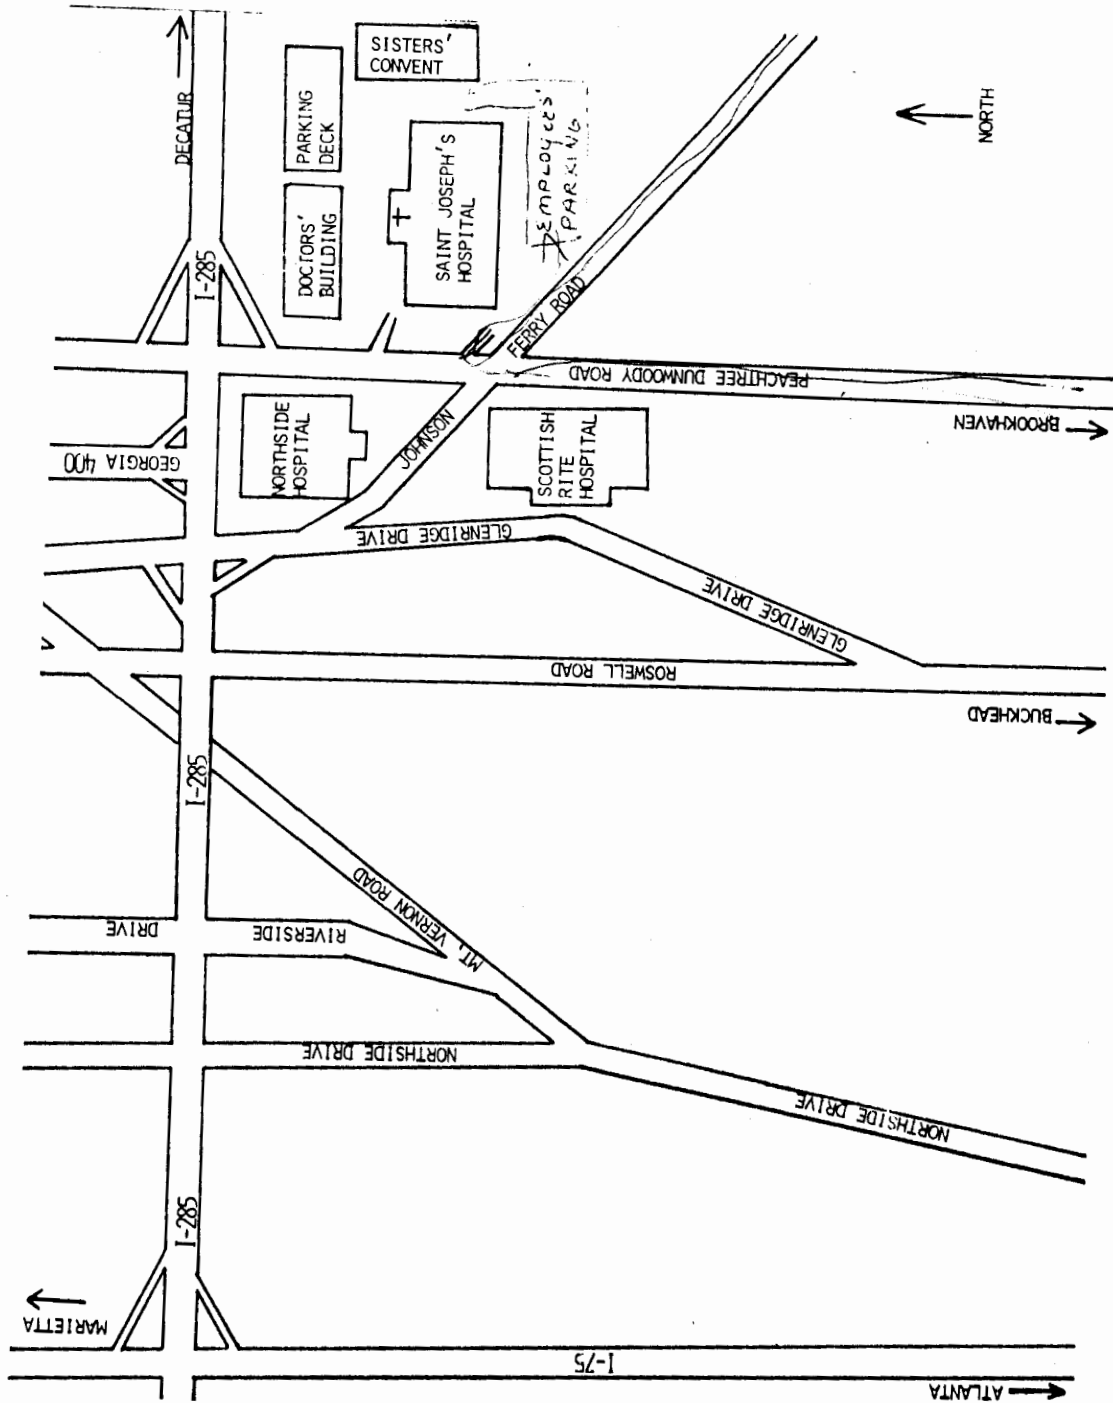 DECATUR
SISTERS'
CONVENT
PARKING
DECK
EMPLOYEES'
PARKING
NORTH
DOCTORS'
BUILDING
SAINT JOSEPH'S
HOSPITAL
I-285
FERRY ROAD
PEACHTREE DUNWOODY ROAD
BROOKHAVEN
GEORGIA 400
NORTHSIDE
HOSPITAL
JOHNSON
SCOTTISH
RITE
HOSPITAL
GLENRIDGE DRIVE
GLENRIDGE DRIVE
ROSWELL ROAD
BUCKHEAD
I-285
MT. VERNON ROAD
RIVERSIDE
DRIVE
NORTHSIDE DRIVE
NORTHSIDE DRIVE
I-285
MARIETTA
I-75
ATLANTA